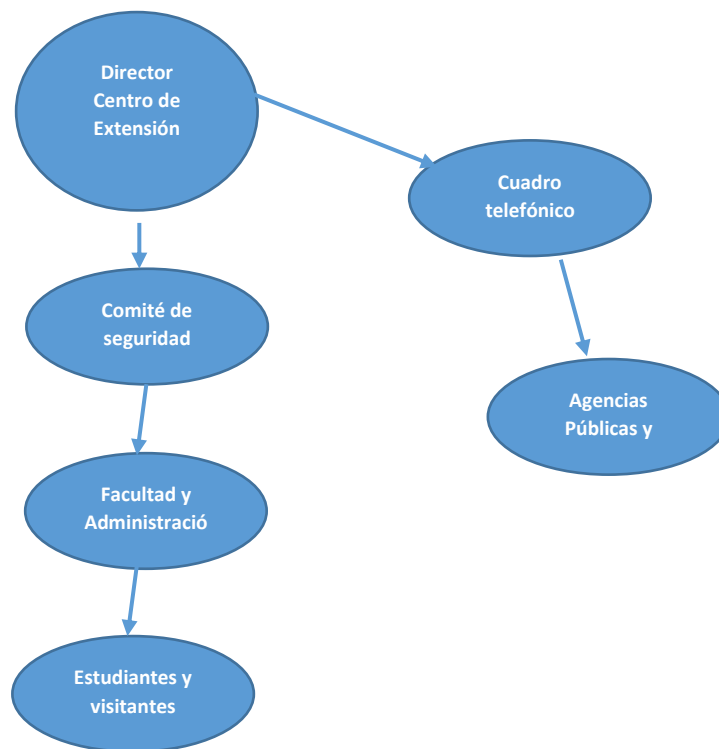 Director
Centro de
Extensión
Cuadro
telefónico
Comité de
seguridad
Agencias
Públicas y
Facultad y
Administració
Estudiantes y
visitantes